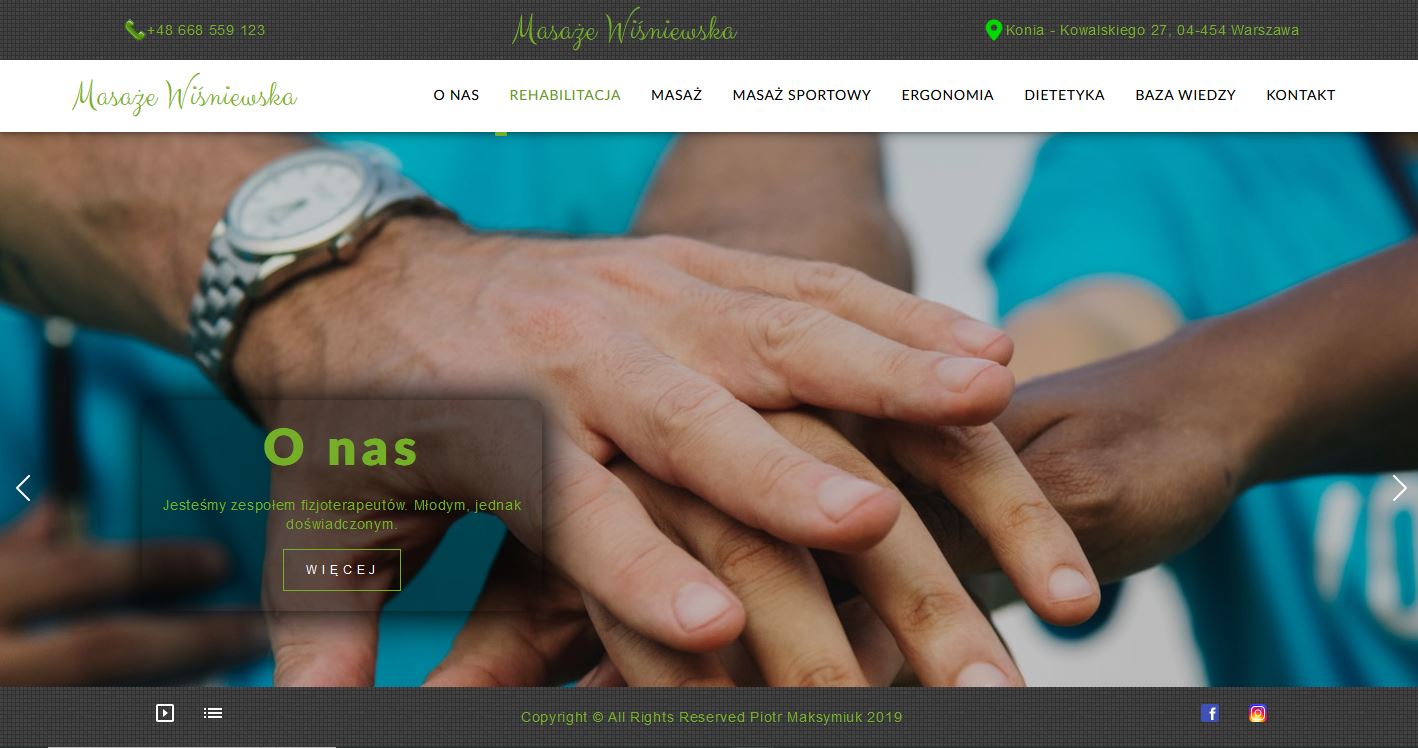 +48 668 559 123
Masaże Wiśniewska
Konia - Kowalskiego 27, 04-454 Warszawa
Masaże Wiśniewska
O NAS REHABILITACJA MASAŻ MASAŻ SPORTOWY ERGONOMIA DIETETYKA BAZA WIEDZY KONTAKT
O nas
Jesteśmy zespołem fizjoterapeutów. Młodym, jednak
doświadczonym.
WIĘCEJ
Copyright © All Rights Reserved Piotr Maksymiuk 2019